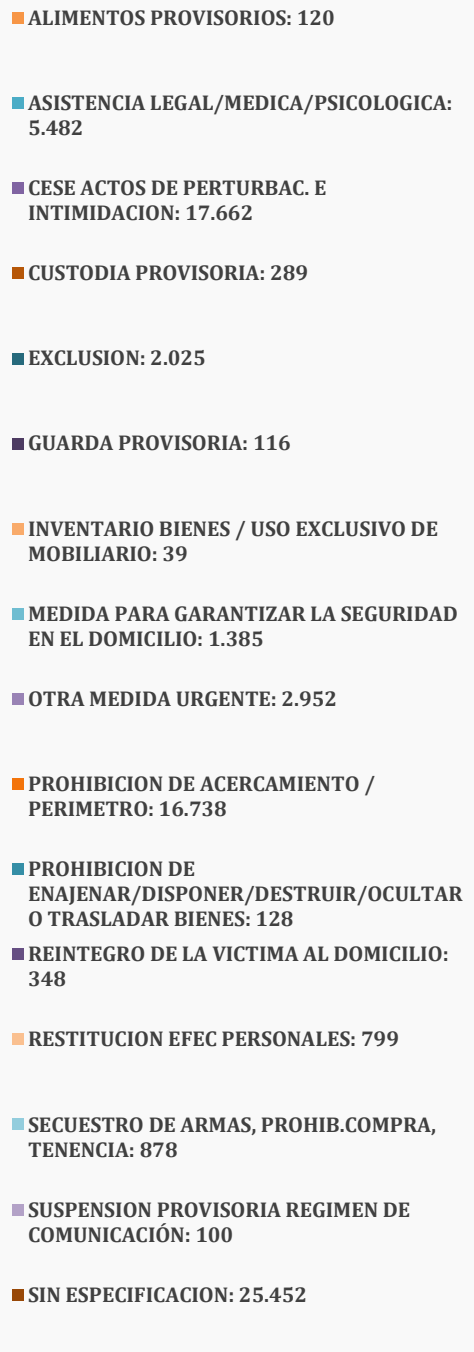 ALIMENTOS PROVISORIOS: 120
ASISTENCIA LEGAL/MEDICA/PSICOLOGICA:
5.482
CESE ACTOS DE PERTURBAC. E
INTIMIDACION: 17.662
CUSTODIA PROVISORIA: 289
EXCLUSION: 2.025
GUARDA PROVISORIA: 116
INVENTARIO BIENES / USO EXCLUSIVO DE
MOBILIARIO: 39
MEDIDA PARA GARANTIZAR LA SEGURIDAD
EN EL DOMICILIO: 1.385
OTRA MEDIDA URGENTE: 2.952
PROHIBICION DE ACERCAMIENTO /
PERIMETRO: 16.738
PROHIBICION DE
ENAJENAR/DISPONER/DESTRUIR/OCULTAR
O TRASLADAR BIENES: 128
REINTEGRO DE LA VICTIMA AL DOMICILIO:
348
RESTITUCION EFEC PERSONALES: 799
SECUESTRO DE ARMAS, PROHIB.COMPRA,
TENENCIA: 878
SUSPENSION PROVISORIA REGIMEN DE
COMUNICACIÓN: 100
SIN ESPECIFICACION: 25.452